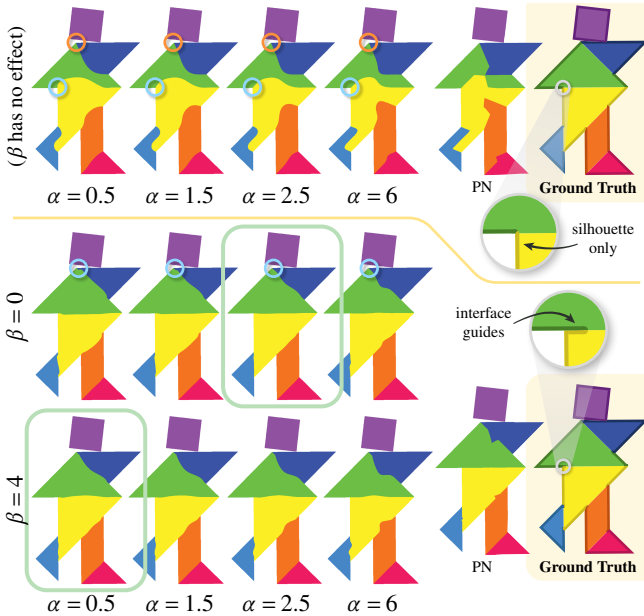 (β has no effect)
α = 0.5
α = 1.5
α = 2.5
α = 6
PN
Ground Truth
silhouette
only
β = 0
interface
guides
β = 4
PN
Ground Truth
α = 0.5
α = 1.5
α = 2.5
α = 6